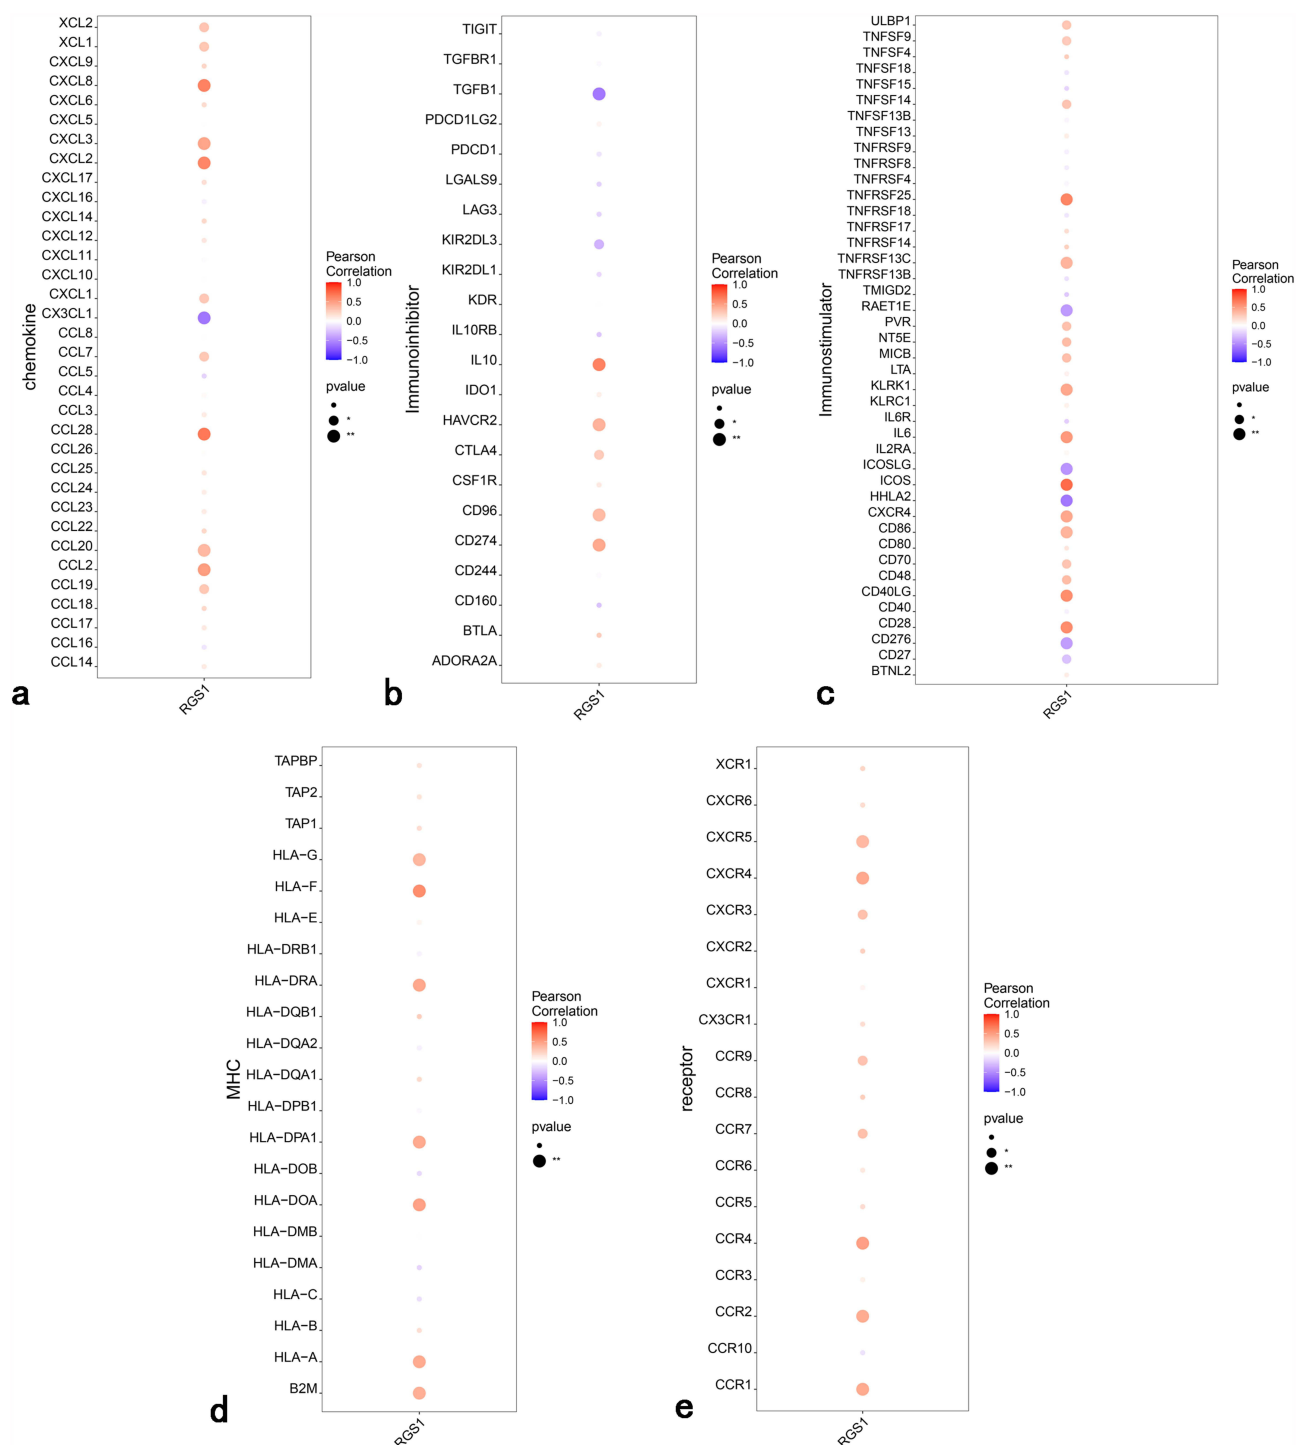 XCL2
XCL1
CXCL9
CXCL8
CXCL6
CXCL5
CXCL3
CXCL2
CXCL17
CXCL16
CXCL14
CXCL12
CXCL11
CXCL10
CXCL1
CX3CL1
CCL8
CCL7
CCL5
CCL4
CCL3
CCL28
CCL26
CCL25
CCL24
CCL23
CCL22
CCL20
CCL2
CCL19
CCL18
CCL17
CCL16
CCL14
chemokine
RGS1
Pearson
Correlation
1.0
0.5
0.0
−0.5
−1.0
pvalue
*
**
a
TIGIT
TGFBR1
TGFB1
PDCD1LG2
PDCD1
LGALS9
LAG3
KIR2DL3
KIR2DL1
KDR
IL10RB
IL10
IDO1
HAVCR2
CTLA4
CSF1R
CD96
CD274
CD244
CD160
BTLA
ADORA2A
Immunoinhibitor
RGS1
Pearson
Correlation
1.0
0.5
0.0
−0.5
−1.0
pvalue
*
**
b
ULBP1
TNFSF9
TNFSF4
TNFSF18
TNFSF15
TNFSF14
TNFSF13B
TNFSF13
TNFRSF9
TNFRSF8
TNFRSF4
TNFRSF25
TNFRSF18
TNFRSF17
TNFRSF14
TNFRSF13C
TNFRSF13B
TMIGD2
RAET1E
PVR
NT5E
MICB
LTA
KLRK1
KLRC1
IL6R
IL6
IL2RA
ICOSLG
ICOS
HHLA2
CXCR4
CD86
CD80
CD70
CD48
CD40LG
CD40
CD28
CD276
CD27
BTNL2
Immunostimulator
RGS1
Pearson
Correlation
1.0
0.5
0.0
−0.5
−1.0
pvalue
*
**
c
TAPBP
TAP2
TAP1
HLA−G
HLA−F
HLA−E
HLA−DRB1
HLA−DRA
HLA−DQB1
HLA−DQA2
HLA−DQA1
HLA−DPB1
HLA−DPA1
HLA−DOB
HLA−DOA
HLA−DMB
HLA−DMA
HLA−C
HLA−B
HLA−A
B2M
MHC
RGS1
Pearson
Correlation
1.0
0.5
0.0
−0.5
−1.0
pvalue
**
d
XCR1
CXCR6
CXCR5
CXCR4
CXCR3
CXCR2
CXCR1
CX3CR1
CCR9
CCR8
CCR7
CCR6
CCR5
CCR4
CCR3
CCR2
CCR10
CCR1
receptor
RGS1
Pearson
Correlation
1.0
0.5
0.0
−0.5
−1.0
pvalue
*
**
e